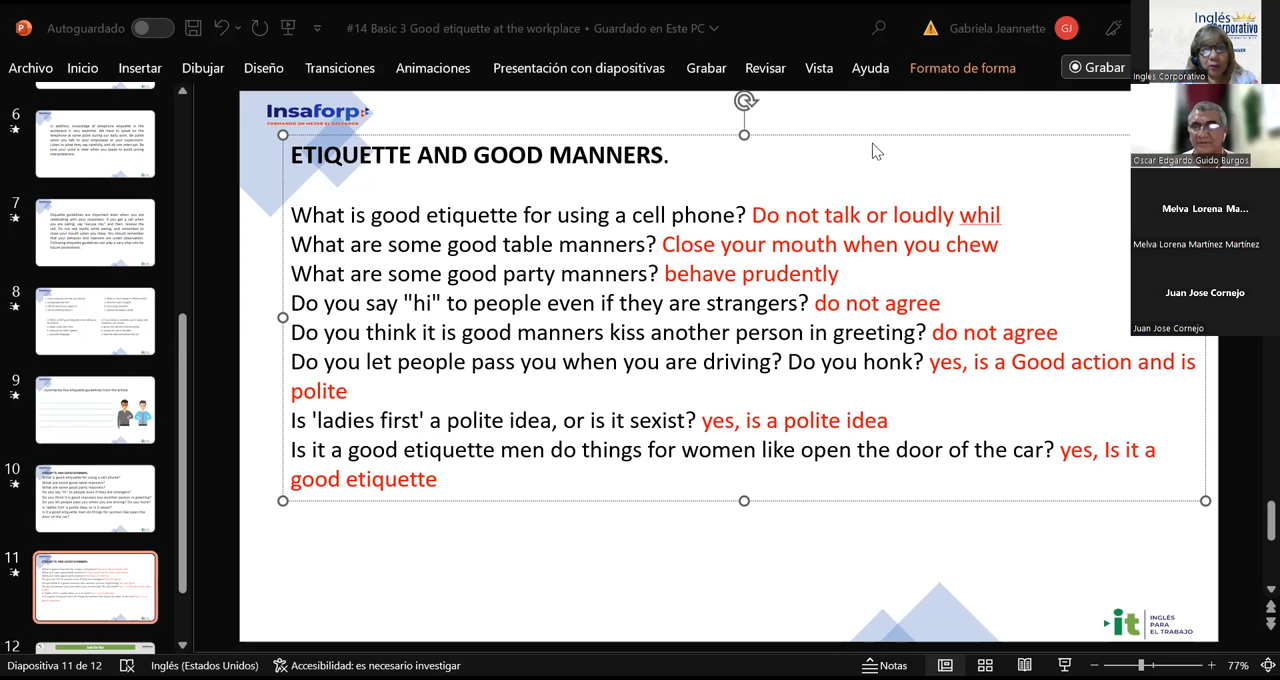 Autoguardado
#14 Basic 3 Good etiquette at the workplace • Guardado en Este PC
Gabriela Jeannette
GJ
Archivo Inicio Insertar Dibujar Diseño Transiciones Animaciones Presentación con diapositivas Grabar Revisar Vista Ayuda Formato de forma
Grabar
Inglés Corporativo
Ingles Corporativo
Oscar Edgardo Guido Burgos
Melva Lorena Ma...
Melva Lorena Martínez Martínez
Juan Jose Cornejo
Juan Jose Cornejo
6
7
8
9
10
11
12
Insaforp
FORMANDO UN MEJOR EL SALVADOR
ETIQUETTE AND GOOD MANNERS.
What is good etiquette for using a cell phone? Do not talk or loudly whil
What are some good table manners? Close your mouth when you chew
What are some good party manners? behave prudently
Do you say "hi" to people even if they are strangers? do not agree
Do you think it is good manners kiss another person in greeting? do not agree
Do you let people pass you when you are driving? Do you honk? yes, is a Good action and is
polite
Is 'ladies first' a polite idea, or is it sexist? yes, is a polite idea
Is it a good etiquette men do things for women like open the door of the car? yes, Is it a
good etiquette
it
INGLÉS
PARA
EL TRABAJO
Diapositiva 11 de 12 Inglés (Estados Unidos) Accesibilidad: es necesario investigar Notas 77%